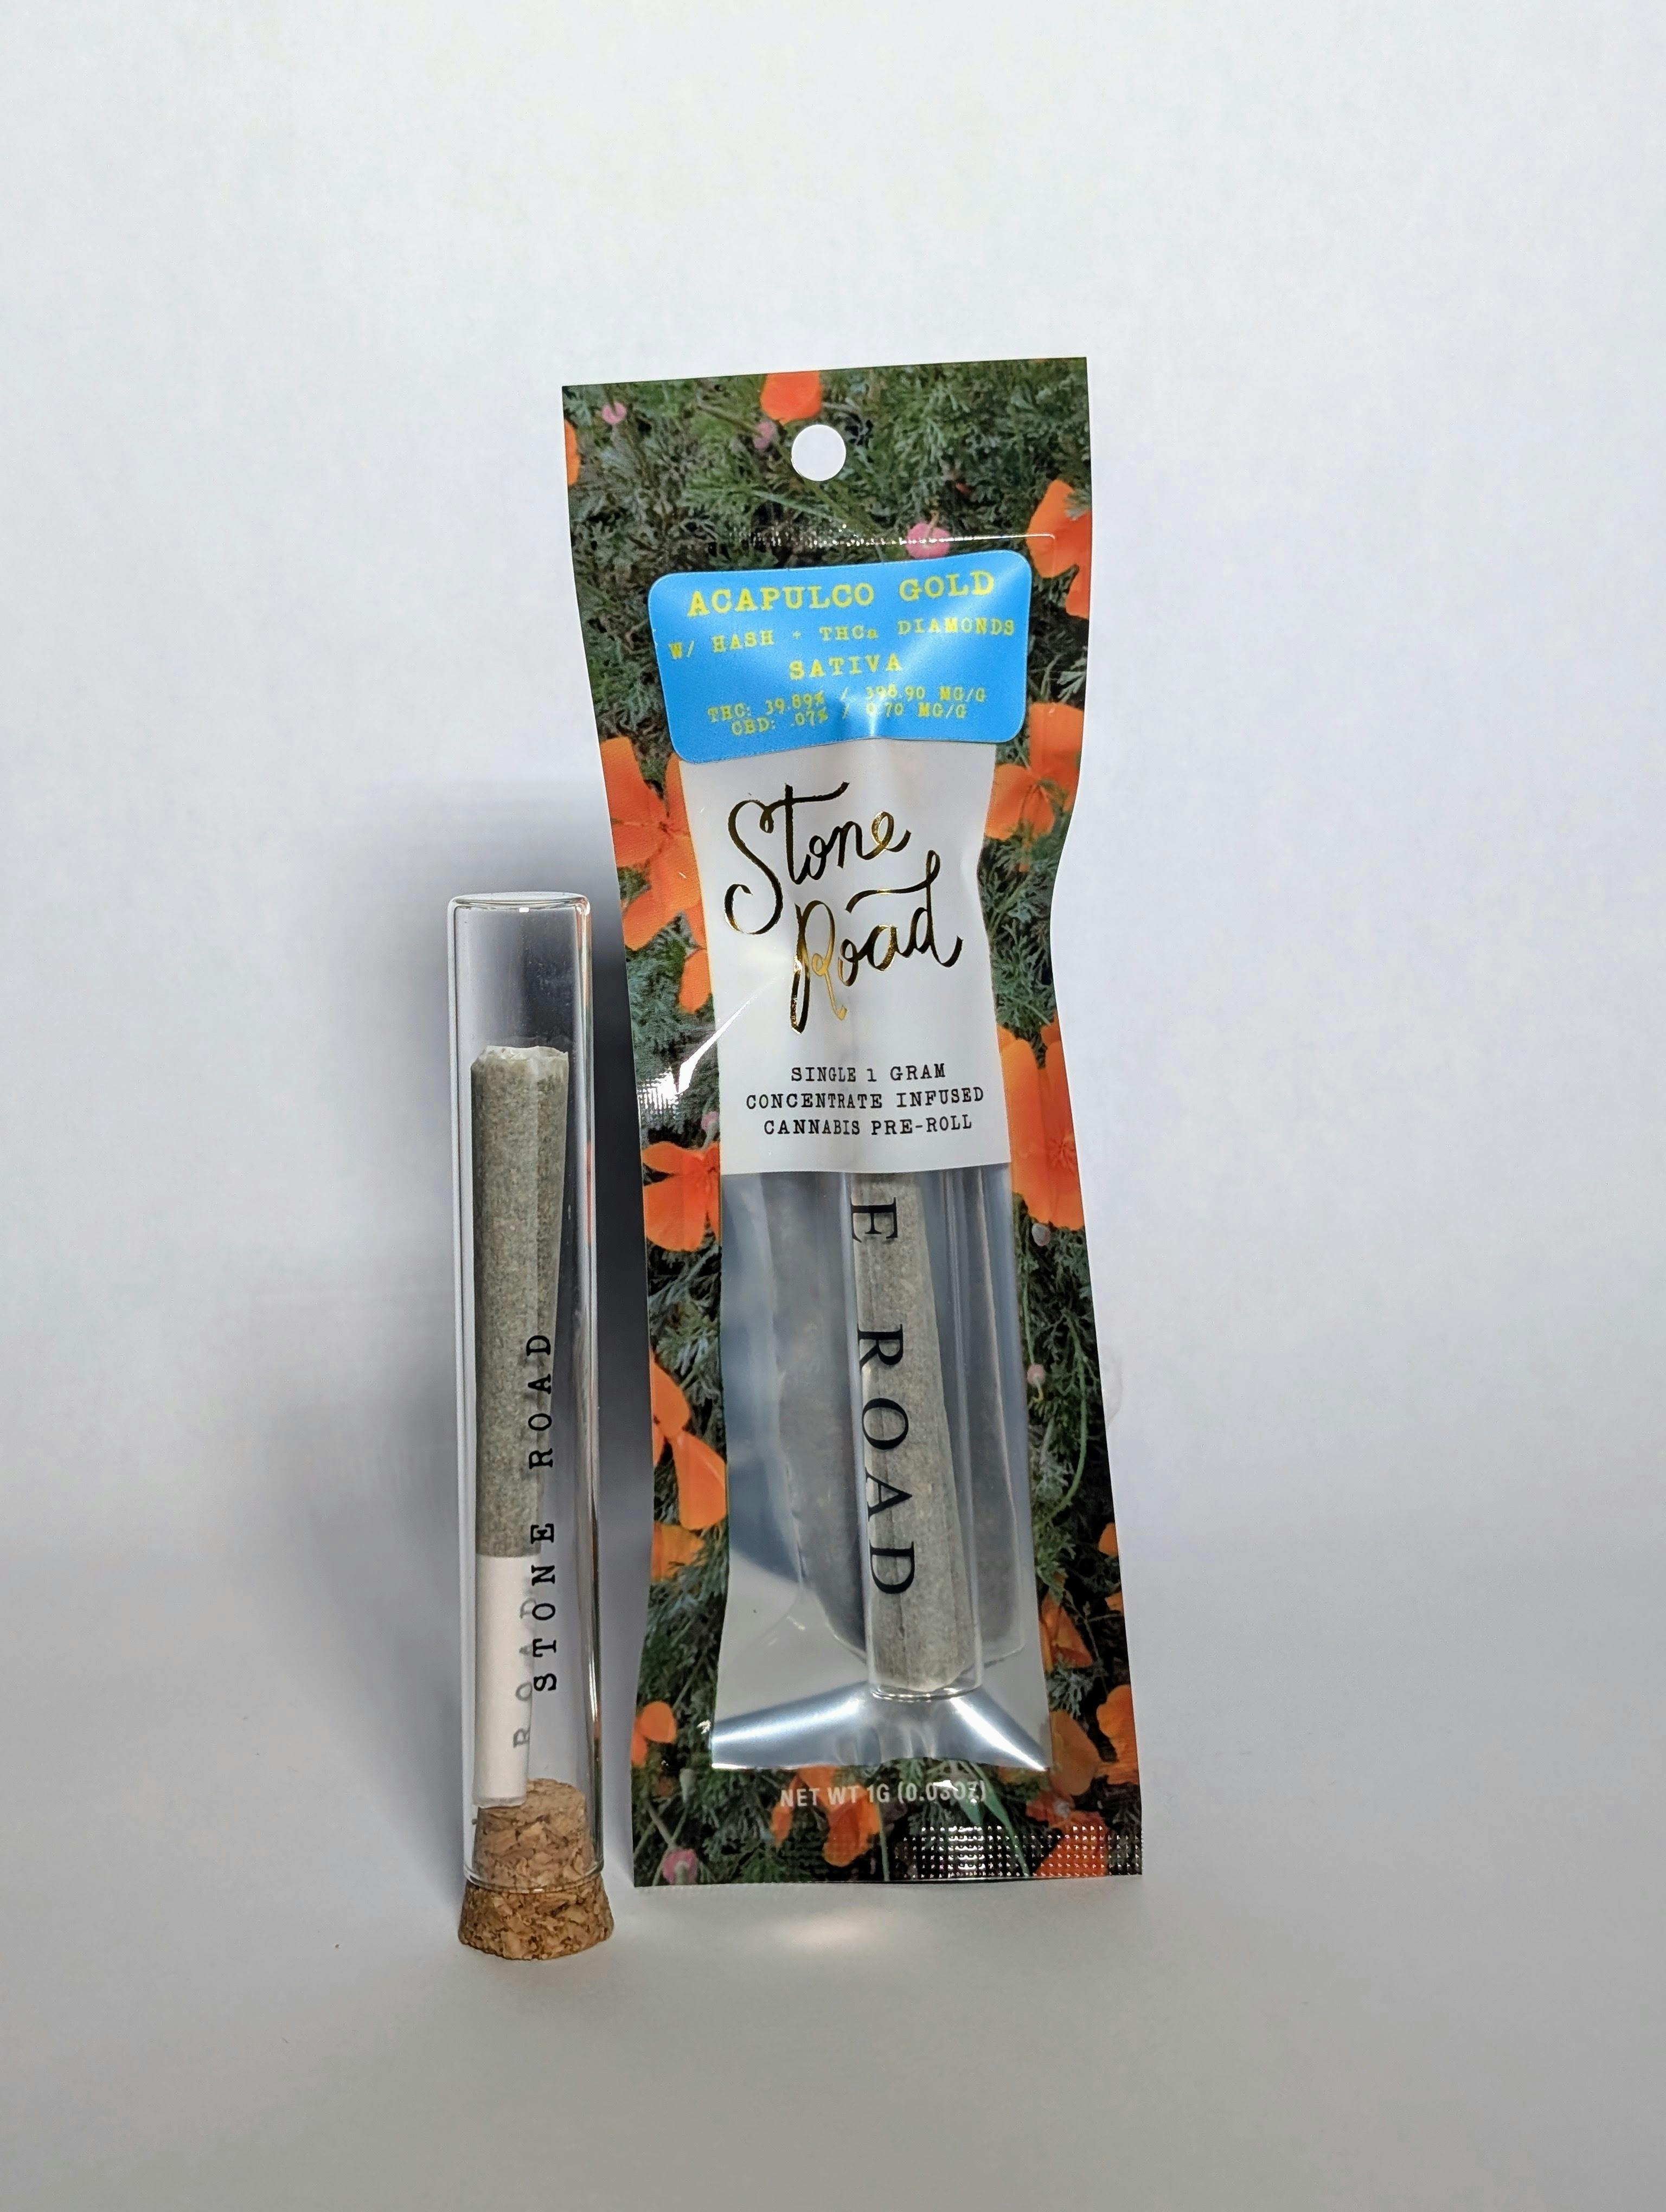 ACAPULCO GOLD
W/ HASH + THCa DIAMONDS
SATIVA
THC: 39.89% / 398.90 MG/G
CBD: .07% / 0.70 MG/G
Stone
Road
SINGLE 1 GRAM
CONCENTRATE INFUSED
CANNABIS PRE-ROLL
E ROAD
NET WT 1G (0.03OZ)
STONE ROAD
ROAD